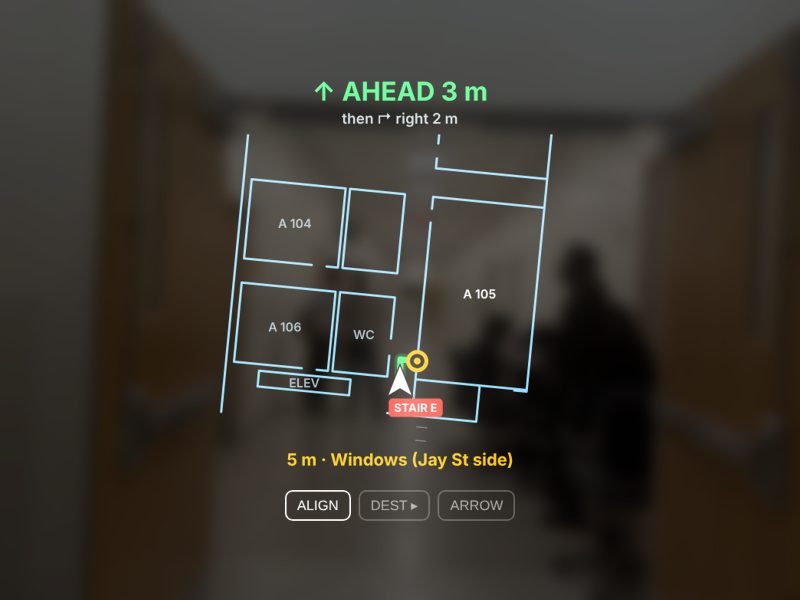 ↑ AHEAD 3 m
then ↱ right 2 m
A 104
A 105
A 106
WC
ELEV
STAIR E
5 m · Windows (Jay St side)
ALIGN
DEST ▸
ARROW